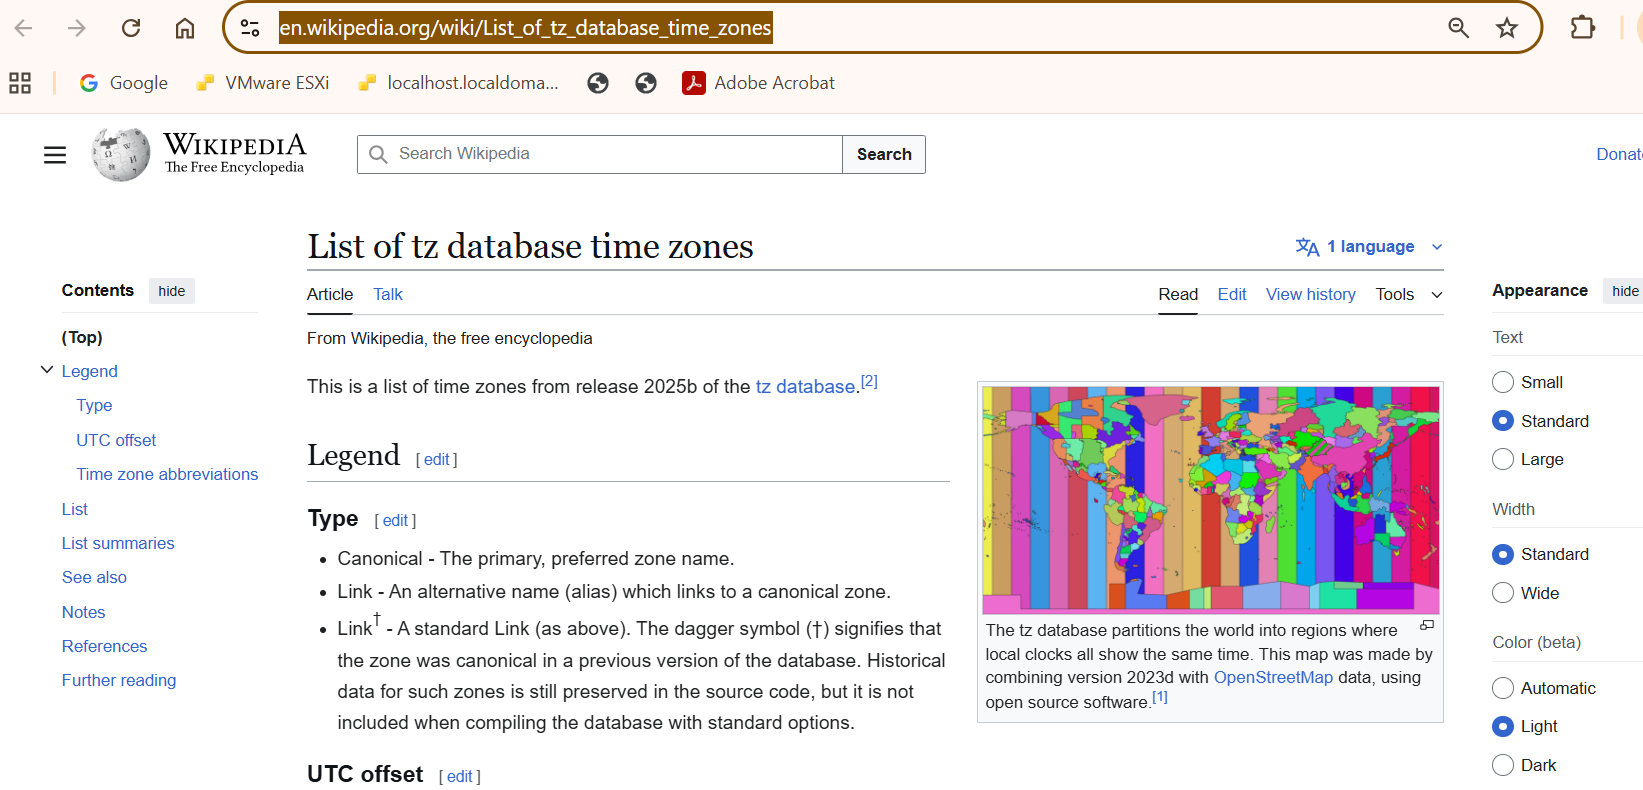 en.wikipedia.org/wiki/List_of_tz_database_time_zones
Google
VMware ESXi
localhost.localdoma...
Adobe Acrobat
WIKIPEDIA
The Free Encyclopedia
Search Wikipedia
Search
Donate
List of tz database time zones
1 language
Contents hide
(Top)
Legend
Type
UTC offset
Time zone abbreviations
List
List summaries
See also
Notes
References
Further reading
Article Talk
Read Edit View history Tools
From Wikipedia, the free encyclopedia
This is a list of time zones from release 2025b of the tz database.[2]
Legend [ edit ]
Type [ edit ]
• Canonical - The primary, preferred zone name.
• Link - An alternative name (alias) which links to a canonical zone.
• Link† - A standard Link (as above). The dagger symbol (†) signifies that
the zone was canonical in a previous version of the database. Historical
data for such zones is still preserved in the source code, but it is not
included when compiling the database with standard options.
UTC offset [ edit ]
The tz database partitions the world into regions where
local clocks all show the same time. This map was made by
combining version 2023d with OpenStreetMap data, using
open source software.[1]
Appearance hide
Text
Small
Standard
Large
Width
Standard
Wide
Color (beta)
Automatic
Light
Dark